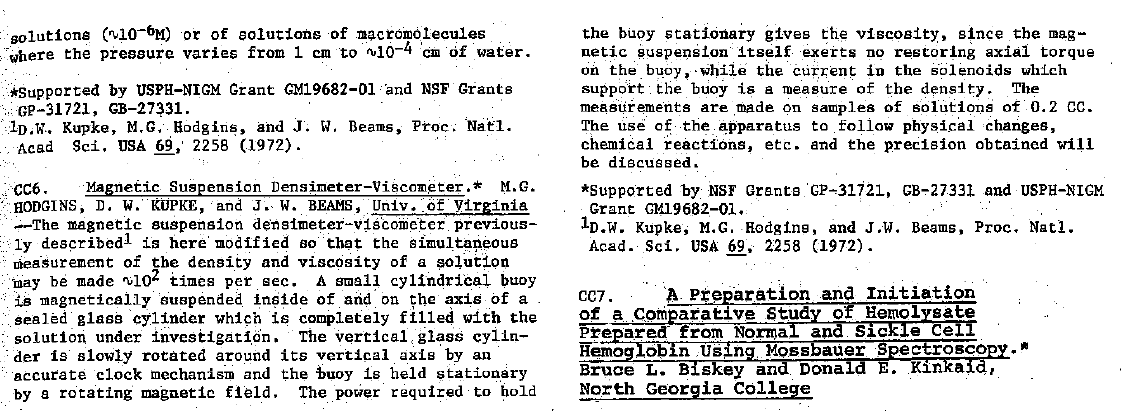 solutions (~10⁻⁶M) or of solutions of macromolecules
where the pressure varies from 1 cm to ~10⁻⁴ cm of water.
*Supported by USPH-NIGM Grant GM19682-01 and NSF Grants
GP-31721, GB-27331.
¹D.W. Kupke, M.G. Hodgins, and J. W. Beams, Proc. Natl.
Acad Sci. USA 69, 2258 (1972).
CC6. Magnetic Suspension Densimeter-Viscometer.* M.G.
HODGINS, D. W. KUPKE, and J. W. BEAMS, Univ. of Virginia
—The magnetic suspension densimeter-viscometer previous-
ly described¹ is here modified so that the simultaneous
measurement of the density and viscosity of a solution
may be made ~10² times per sec. A small cylindrical buoy
is magnetically suspended inside of and on the axis of a
sealed glass cylinder which is completely filled with the
solution under investigation. The vertical glass cylin-
der is slowly rotated around its vertical axis by an
accurate clock mechanism and the buoy is held stationary
by a rotating magnetic field. The power required to hold
the buoy stationary gives the viscosity, since the mag-
netic suspension itself exerts no restoring axial torque
on the buoy, while the current in the solenoids which
support the buoy is a measure of the density. The
measurements are made on samples of solutions of 0.2 CC.
The use of the apparatus to follow physical changes,
chemical reactions, etc. and the precision obtained will
be discussed.
*Supported by NSF Grants GP-31721, GB-27331 and USPH-NIGM
Grant GM19682-01.
¹D.W. Kupke, M.G. Hodgins, and J.W. Beams, Proc. Natl.
Acad. Sci. USA 69, 2258 (1972).
CC7. A Preparation and Initiation
of a Comparative Study of Hemolysate
Prepared from Normal and Sickle Cell
Hemoglobin Using Mossbauer Spectroscopy.*
Bruce L. Biskey and Donald E. Kinkaid,
North Georgia College